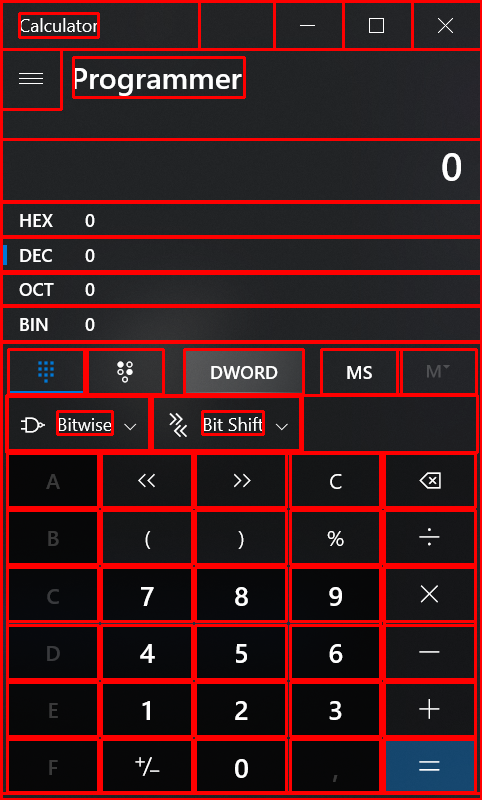 Calculator
Programmer
0
HEX 0
DEC 0
OCT 0
BIN 0
DWORD MS M
Bitwise Bit Shift
A << >> C
B ( ) % ÷
C 7 8 9 ×
D 4 5 6 −
E 1 2 3 +
F +/− 0 , =